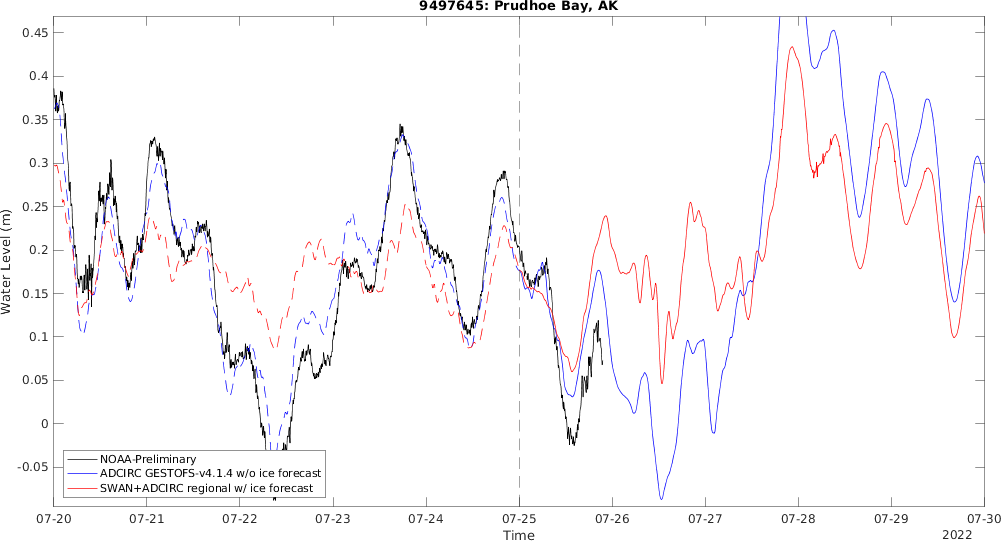 9497645: Prudhoe Bay, AK
0.45
0.4
0.35
0.3
0.25
0.2
0.15
0.1
0.05
0
-0.05
Water Level (m)
NOAA-Preliminary
ADCIRC GESTOFS-v4.1.4 w/o ice forecast
SWAN+ADCIRC regional w/ ice forecast
07-20 07-21 07-22 07-23 07-24 07-25 07-26 07-27 07-28 07-29 07-30
Time
2022